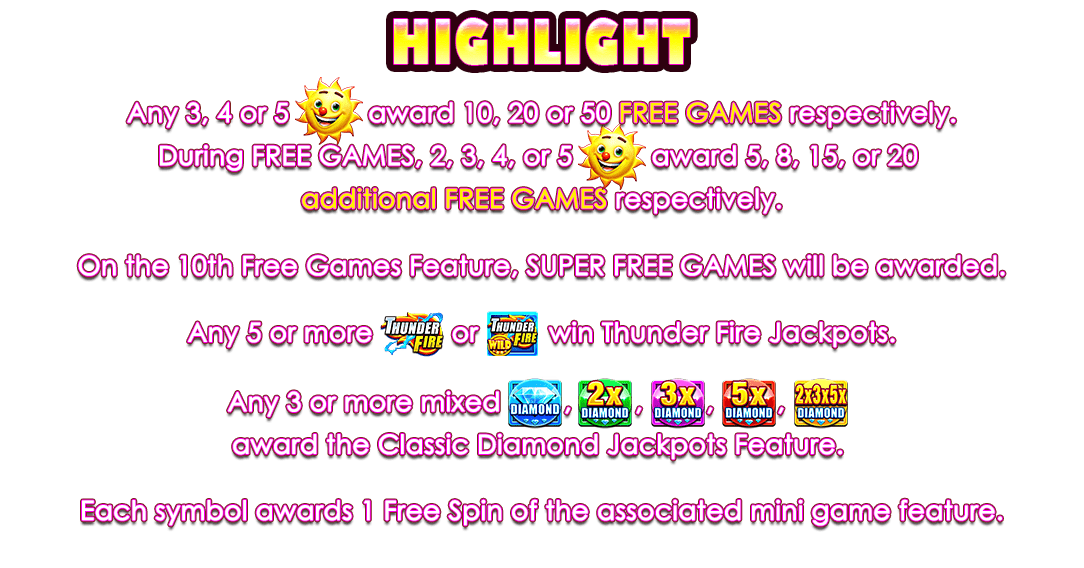 HIGHLIGHT
Any 3, 4 or 5 award 10, 20 or 50 FREE GAMES respectively.
During FREE GAMES, 2, 3, 4, or 5 award 5, 8, 15, or 20
additional FREE GAMES respectively.
On the 10th Free Games Feature, SUPER FREE GAMES will be awarded.
Any 5 or more THUNDER FIRE or THUNDER FIRE WILD win Thunder Fire Jackpots.
Any 3 or more mixed DIAMOND, 2x DIAMOND, 3x DIAMOND, 5x DIAMOND, 2x3x5x DIAMOND
award the Classic Diamond Jackpots Feature.
Each symbol awards 1 Free Spin of the associated mini game feature.